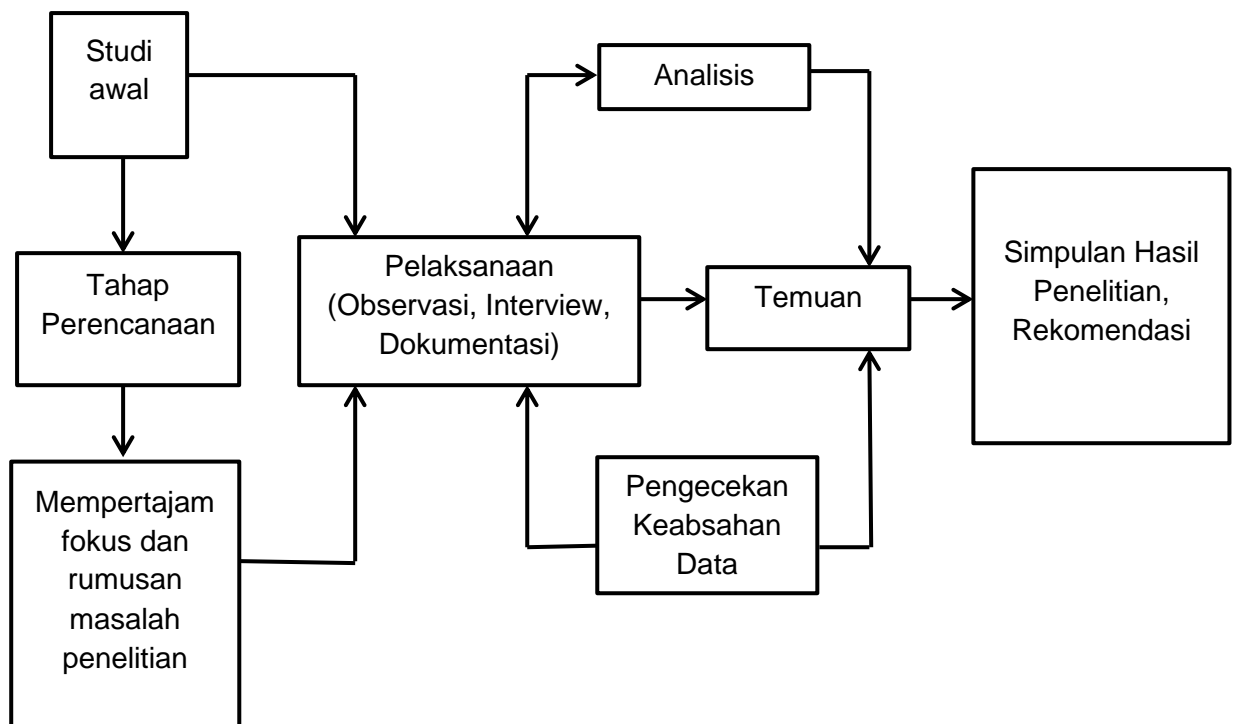 Studi
awal
Tahap
Perencanaan
Mempertajam
fokus dan
rumusan
masalah
penelitian
Pelaksanaan
(Observasi, Interview,
Dokumentasi)
Analisis
Pengecekan
Keabsahan
Data
Temuan
Simpulan Hasil
Penelitian,
Rekomendasi